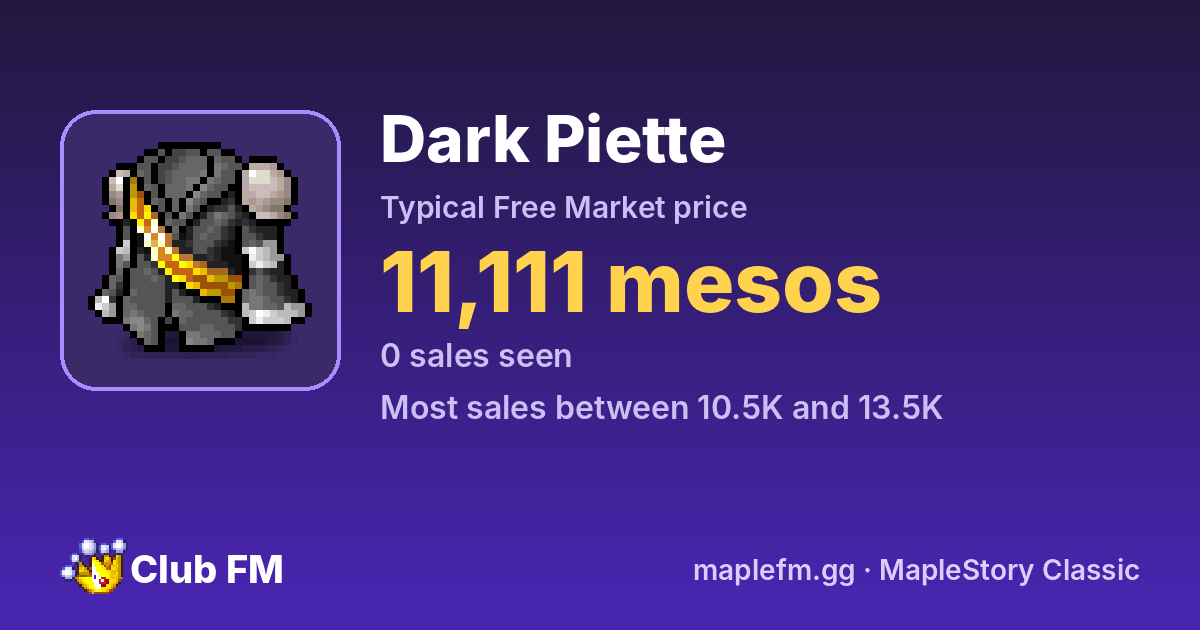 Dark Piette
Typical Free Market price
11,111 mesos
0 sales seen
Most sales between 10.5K and 13.5K
Club FM
maplefm.gg · MapleStory Classic